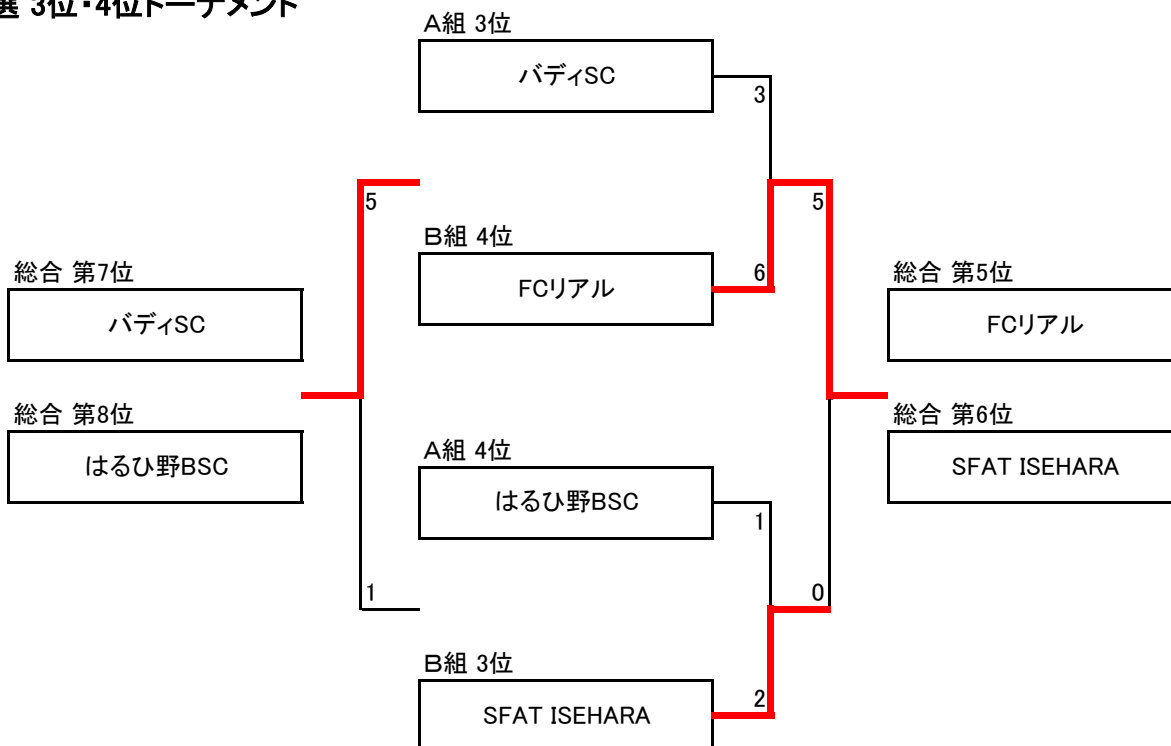 選 3位・4位トーナメント
A組 3位
バディSC
3
5
5
B組 4位
FCリアル
6
総合 第7位
バディSC
総合 第5位
FCリアル
総合 第8位
はるひ野BSC
総合 第6位
SFAT ISEHARA
A組 4位
はるひ野BSC
1
1
0
B組 3位
SFAT ISEHARA
2